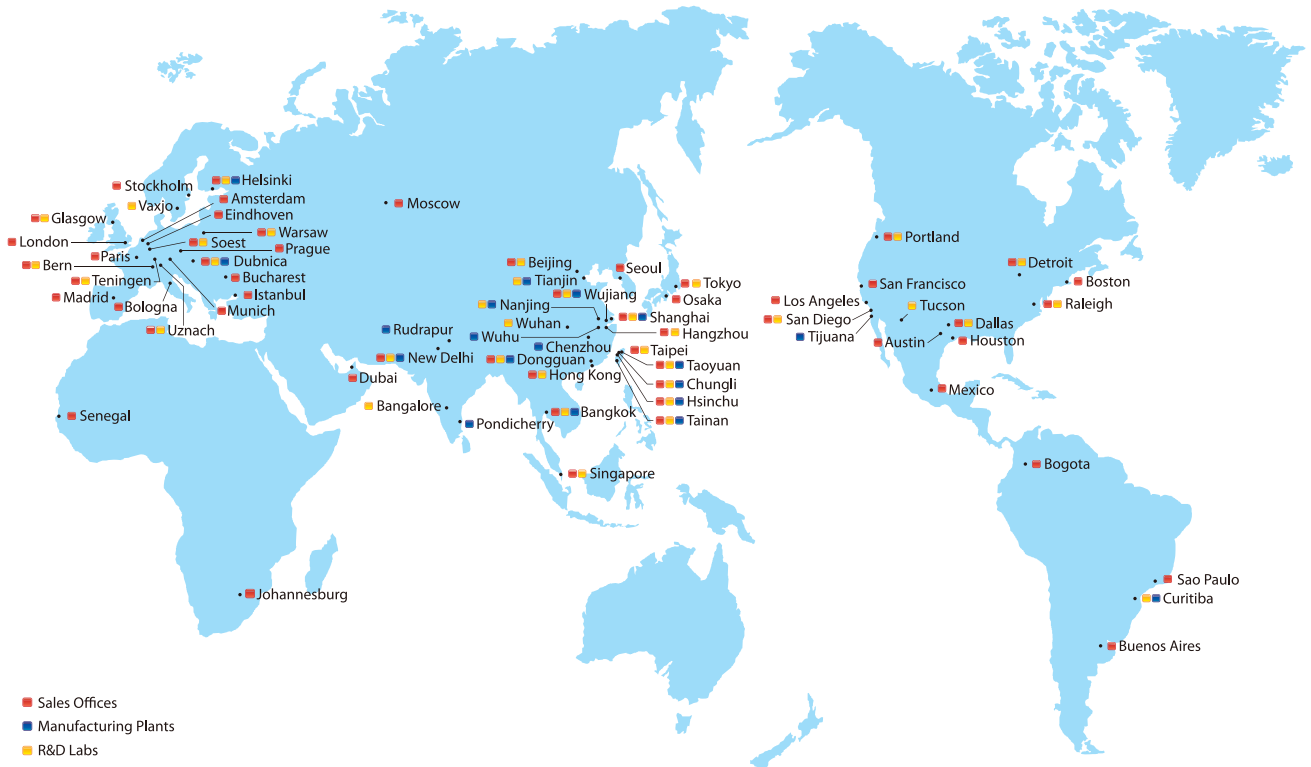 Stockholm
Helsinki
Vaxjo
Amsterdam
Eindhoven
Glasgow
Warsaw
London
Soest
Prague
Paris
Bern
Dubnica
Teningen
Bucharest
Madrid
Istanbul
Bologna
Munich
Uznach
Moscow
Beijing
Seoul
Tianjin
Tokyo
Wujiang
Osaka
Nanjing
Shanghai
Wuhan
Hangzhou
Rudrapur
Wuhu
Chenzhou
Taipei
New Delhi
Dongguan
Taoyuan
Dubai
Hong Kong
Chungli
Bangalore
Hsinchu
Bangkok
Pondicherry
Tainan
Senegal
Singapore
Johannesburg
Portland
Detroit
San Francisco
Boston
Los Angeles
Tucson
Raleigh
San Diego
Dallas
Tijuana
Austin
Houston
Mexico
Bogota
Sao Paulo
Curitiba
Buenos Aires
Sales Offices
Manufacturing Plants
R&D Labs